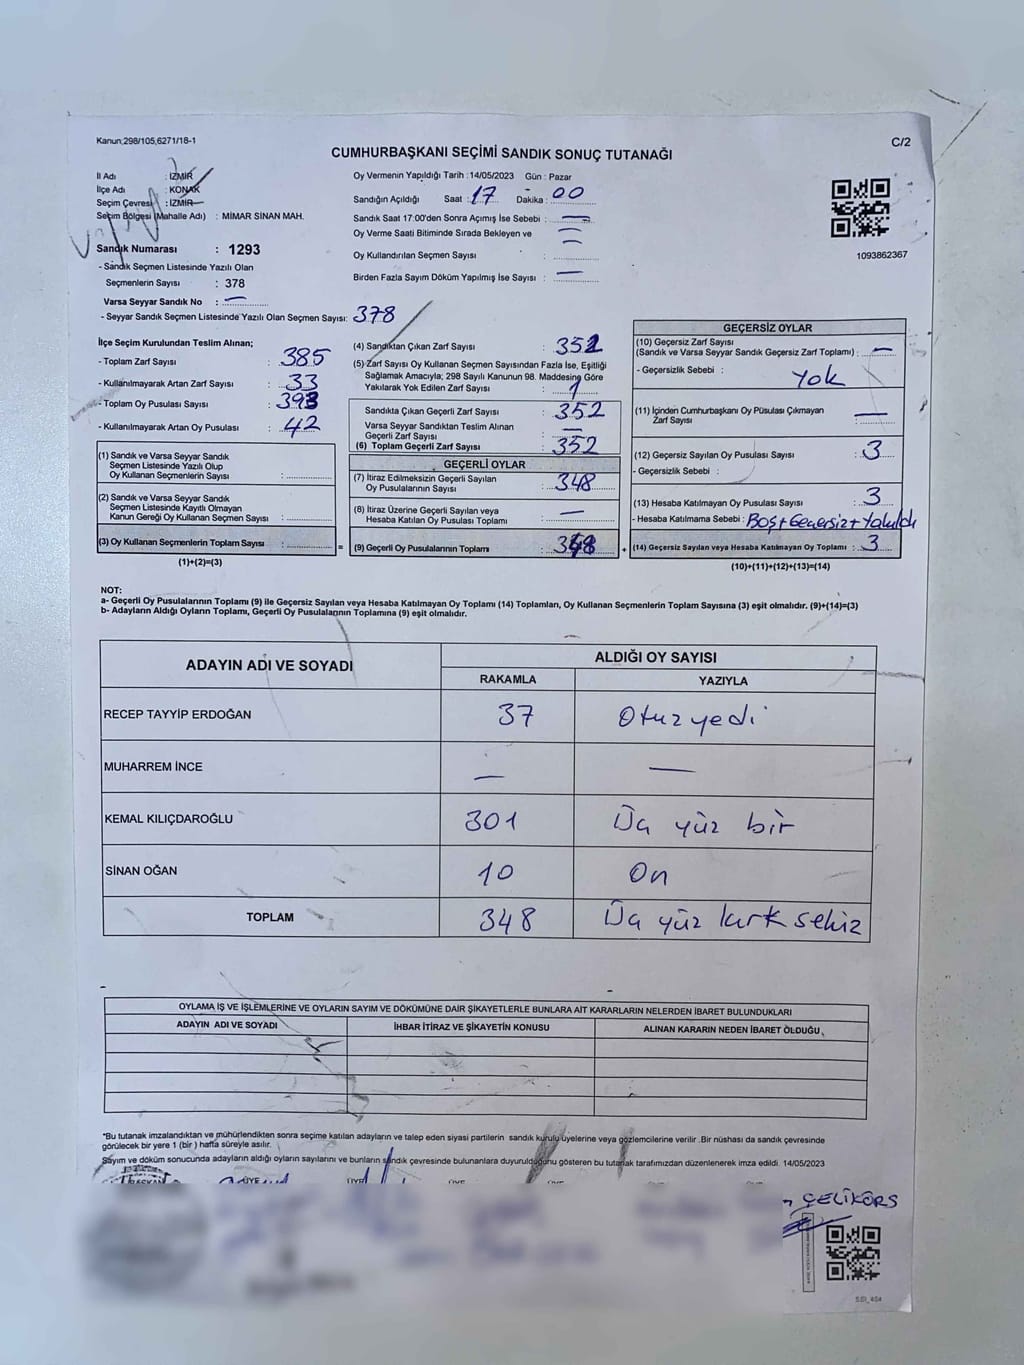 Kanun;298/105,6271/18-1
C/2
CUMHURBAŞKANI SEÇİMİ SANDIK SONUÇ TUTANAĞI
İl Adı : İZMİR
İlçe Adı : KONAK
Seçim Çevresi : İZMİR
Seçim Bölgesi (Mahalle Adı) : MİMAR SİNAN MAH.
Sandık Numarası : 1293
- Sandık Seçmen Listesinde Yazılı Olan
Seçmenlerin Sayısı : 378
Varsa Seyyar Sandık No : —
- Seyyar Sandık Seçmen Listesinde Yazılı Olan Seçmen Sayısı: 378
Oy Vermenin Yapıldığı Tarih :14/05/2023 Gün : Pazar
Sandığın Açıldığı Saat : 17 Dakika : 00
Sandık Saat 17:00'den Sonra Açımış İse Sebebi : —
Oy Verme Saati Bitiminde Sırada Bekleyen ve
Oy Kullandırılan Seçmen Sayısı :
Birden Fazla Sayım Döküm Yapılmış İse Sayısı : —
1093862367
İlçe Seçim Kurulundan Teslim Alınan;
- Toplam Zarf Sayısı : 385
- Kullanılmayarak Artan Zarf Sayısı : 33
- Toplam Oy Pusulası Sayısı : 393
- Kullanılmayarak Artan Oy Pusulası : 42
(1) Sandık ve Varsa Seyyar Sandık
Seçmen Listesinde Yazılı Olup
Oy Kullanan Seçmenlerin Sayısı :
(2) Sandık ve Varsa Seyyar Sandık
Seçmen Listesinde Kayıtlı Olmayan
Kanun Gereği Oy Kullanan Seçmen Sayısı :
(3) Oy Kullanan Seçmenlerin Toplam Sayısı : =
(1)+(2)=(3)
(4) Sandıktan Çıkan Zarf Sayısı : 352
(5) Zarf Sayısı Oy Kullanan Seçmen Sayısından Fazla İse, Eşitliği
Sağlamak Amacıyla; 298 Sayılı Kanunun 98. Maddesine Göre
Yakılarak Yok Edilen Zarf Sayısı : 1
Sandıkta Çıkan Geçerli Zarf Sayısı : 352
Varsa Seyyar Sandıktan Teslim Alınan
Geçerli Zarf Sayısı : —
(6) Toplam Geçerli Zarf Sayısı : 352
GEÇERLİ OYLAR
(7) İtiraz Edilmeksizin Geçerli Sayılan
Oy Pusulalarının Sayısı : 348
(8) İtiraz Üzerine Geçerli Sayılan veya
Hesaba Katılan Oy Pusulası Toplamı : —
(9) Geçerli Oy Pusulalarının Toplamı : 348 +
GEÇERSİZ OYLAR
(10) Geçersiz Zarf Sayısı
(Sandık ve Varsa Seyyar Sandık Geçersiz Zarf Toplamı) : —
- Geçersizlik Sebebi : Yok
(11) İçinden Cumhurbaşkanı Oy Püsulası Çıkmayan
Zarf Sayısı : —
(12) Geçersiz Sayılan Oy Pusulası Sayısı : 3
- Geçersizlik Sebebi :
(13) Hesaba Katılmayan Oy Pusulası Sayısı : 3
- Hesaba Katılmama Sebebi : Boş+Geçersiz+Yakıldı
(14) Geçersiz Sayılan veya Hesaba Katılmayan Oy Toplamı : 3
(10)+(11)+(12)+(13)=(14)
NOT:
a- Geçerli Oy Pusulasının Toplamı (9) ile Geçersiz Sayılan veya Hesaba Katılmayan Oy Toplamı (14) Toplamları, Oy Kullanan Seçmenlerin Toplam Sayısına (3) eşit olmalıdır. (9)+(14)=(3)
b- Adayların Aldığı Oyların Toplamı, Geçerli Oy Pusulalarının Toplamına (9) eşit olmalıdır.
ADAYIN ADI VE SOYADI
ALDIĞI OY SAYISI
RAKAMLA YAZIYLA
RECEP TAYYİP ERDOĞAN 37 Otuzyedi
MUHARREM İNCE — —
KEMAL KILIÇDAROĞLU 301 Üç yüz bir
SİNAN OĞAN 10 On
TOPLAM 348 Üç yüz kırk sekiz
OYLAMA İŞ VE İŞLEMLERİNE VE OYLARIN SAYIM VE DÖKÜMÜNE DAİR ŞİKAYETLERLE BUNLARA AİT KARARLARIN NELERDEN İBARET BULUNDUKLARI
ADAYIN ADI VE SOYADI İHBAR İTİRAZ VE ŞİKAYETİN KONUSU ALINAN KARARIN NEDEN İBARET OLDUĞU
*Bu tutanak imzalandıktan ve mühürlendikten sonra seçime katılan adayların ve talep eden siyasi partilerin sandık kurulu üyelerine veya gözlemcilerine verilir .Bir nüshası da sandık çevresinde
görülecek bir yere 1 (bir ) hafta süreyle asılır.
Sayım ve döküm sonucunda adayların aldığı oyların sayılarını ve bunların sandık çevresinde bulunanlara duyurulduğunu gösteren bu tutanak tarafımızdan düzenlenerek imza edildi. 14/05/2023
BAŞKAN ÜYE ÜYE ÜYE ÜYE
ÇELİKÖRS